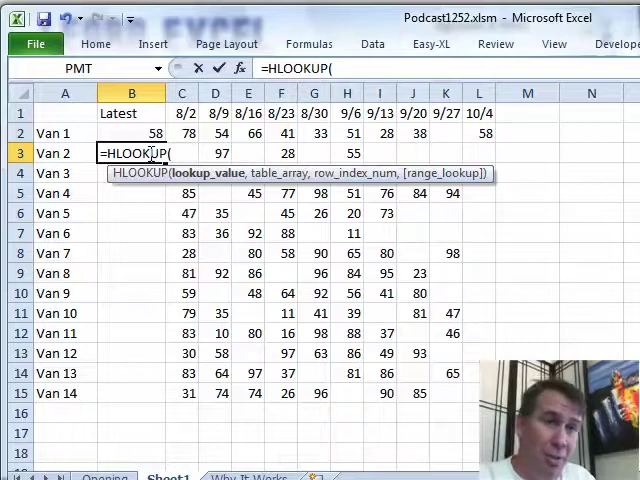 Podcast1252.xlsm - Microsoft Excel
File Home Insert Page Layout Formulas Data Easy-XL Review View Develope
PMT =HLOOKUP(
A B C D E F G H I J K L
1 Latest 8/2 8/9 8/16 8/23 8/30 9/6 9/13 9/20 9/27 10/4
2 Van 1 58 78 54 66 41 33 51 28 38 58
3 Van 2 =HLOOKUP( 97 28 55
4 Van 3 HLOOKUP(lookup_value, table_array, row_index_num, [range_lookup])
5 Van 4 85 45 77 98 51 76 84 94
6 Van 5 47 35 45 26 20 73
7 Van 6 83 36 92 88 11
8 Van 7 28 80 58 90 65 80 98
9 Van 8 81 92 86 96 84 95 23
10 Van 9 59 48 64 92 56 41 80
11 Van 10 79 35 11 41 39 81 47
12 Van 11 83 10 80 16 98 88 37 46
13 Van 12 30 58 97 63 86 49 93
14 Van 13 83 64 97 37 81 86 65
15 Van 14 31 74 74 26 96 90 85
16
17
18
Opening Sheet1 Why It Works